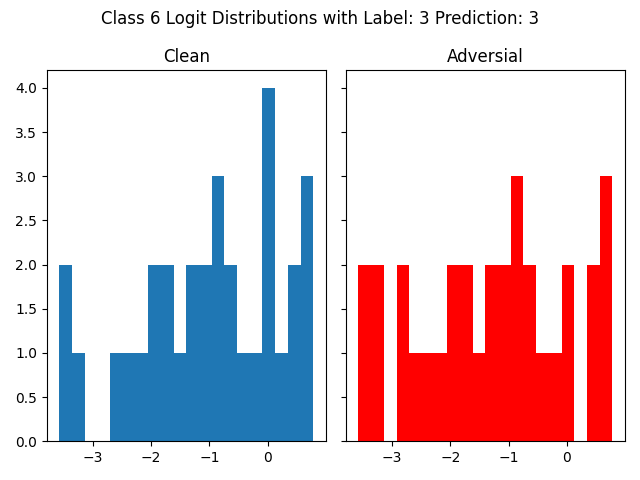 Class 6 Logit Distributions with Label: 3 Prediction: 3
Clean
Adversial
4.0
3.5
3.0
2.5
2.0
1.5
1.0
0.5
0.0
−3 −2 −1 0
−3 −2 −1 0